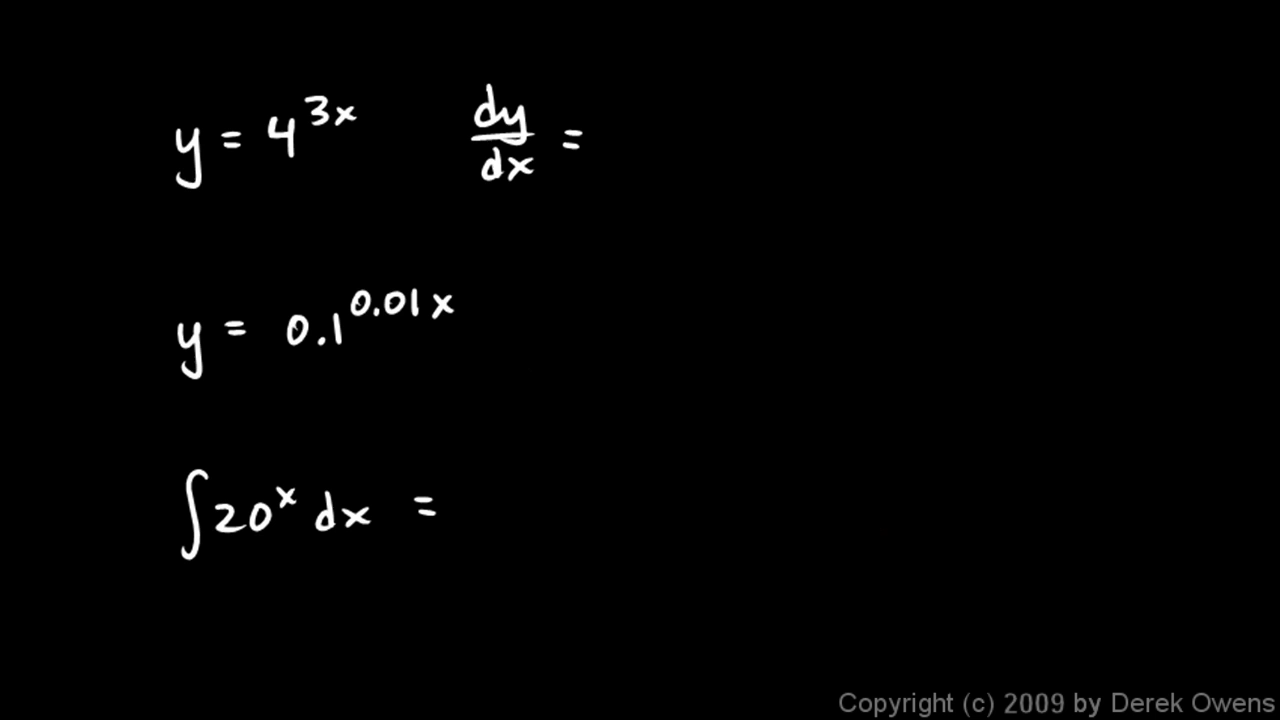 y = 4^{3x} dy/dx =
y = 0.1^{0.01x}
∫20^x dx =
Copyright (c) 2009 by Derek Owens